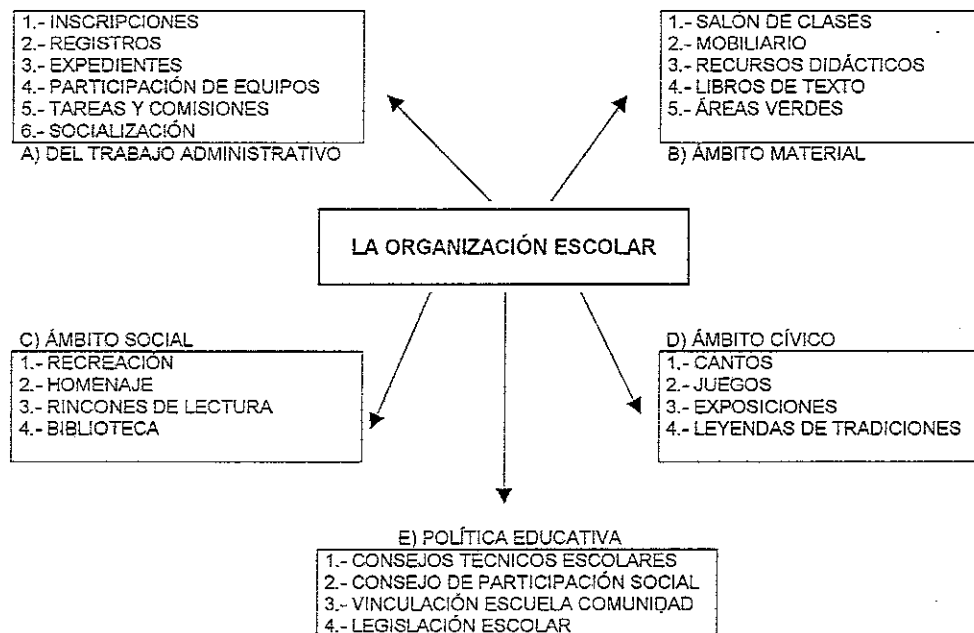 1.- INSCRIPCIONES
2.- REGISTROS
3.- EXPEDIENTES
4.- PARTICIPACIÓN DE EQUIPOS
5.- TAREAS Y COMISIONES
6.- SOCIALIZACIÓN
A) DEL TRABAJO ADMINISTRATIVO
1.- SALÓN DE CLASES
2.- MOBILIARIO
3.- RECURSOS DIDÁCTICOS
4.- LIBROS DE TEXTO
5.- ÁREAS VERDES
B) ÁMBITO MATERIAL
LA ORGANIZACIÓN ESCOLAR
C) ÁMBITO SOCIAL
1.- RECREACIÓN
2.- HOMENAJE
3.- RINCONES DE LECTURA
4.- BIBLIOTECA
D) ÁMBITO CÍVICO
1.- CANTOS
2.- JUEGOS
3.- EXPOSICIONES
4.- LEYENDAS DE TRADICIONES
E) POLÍTICA EDUCATIVA
1.- CONSEJOS TECNICOS ESCOLARES
2.- CONSEJO DE PARTICIPACIÓN SOCIAL
3.- VINCULACIÓN ESCUELA COMUNIDAD
4.- LEGISLACIÓN ESCOLAR